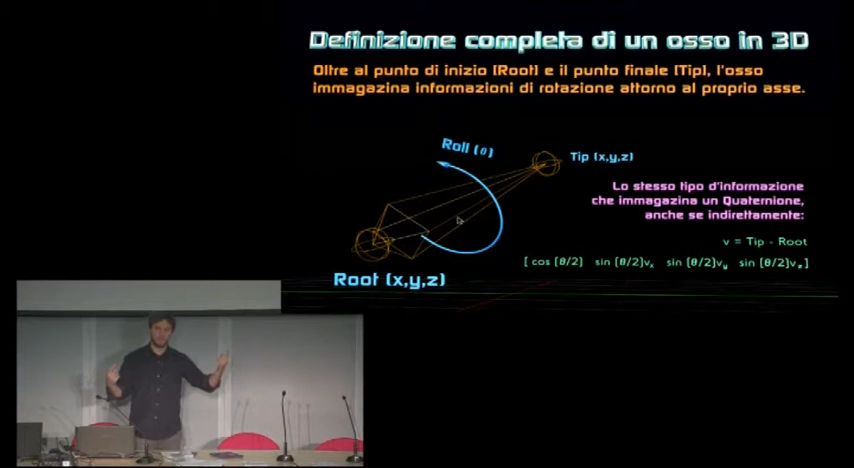 Definizione completa di un osso in 3D
Oltre al punto di inizio [Root] e il punto finale [Tip], l'osso
immagazina informazioni di rotazione attorno al proprio asse.
Roll (θ)
Tip (x,y,z)
Lo stesso tipo d'informazione
che immagazina un Quaternione,
anche se indirettamente:
v = Tip - Root
[ cos [θ/2] sin [θ/2]vₓ sin [θ/2]vᵧ sin [θ/2]v_z ]
Root (x,y,z)